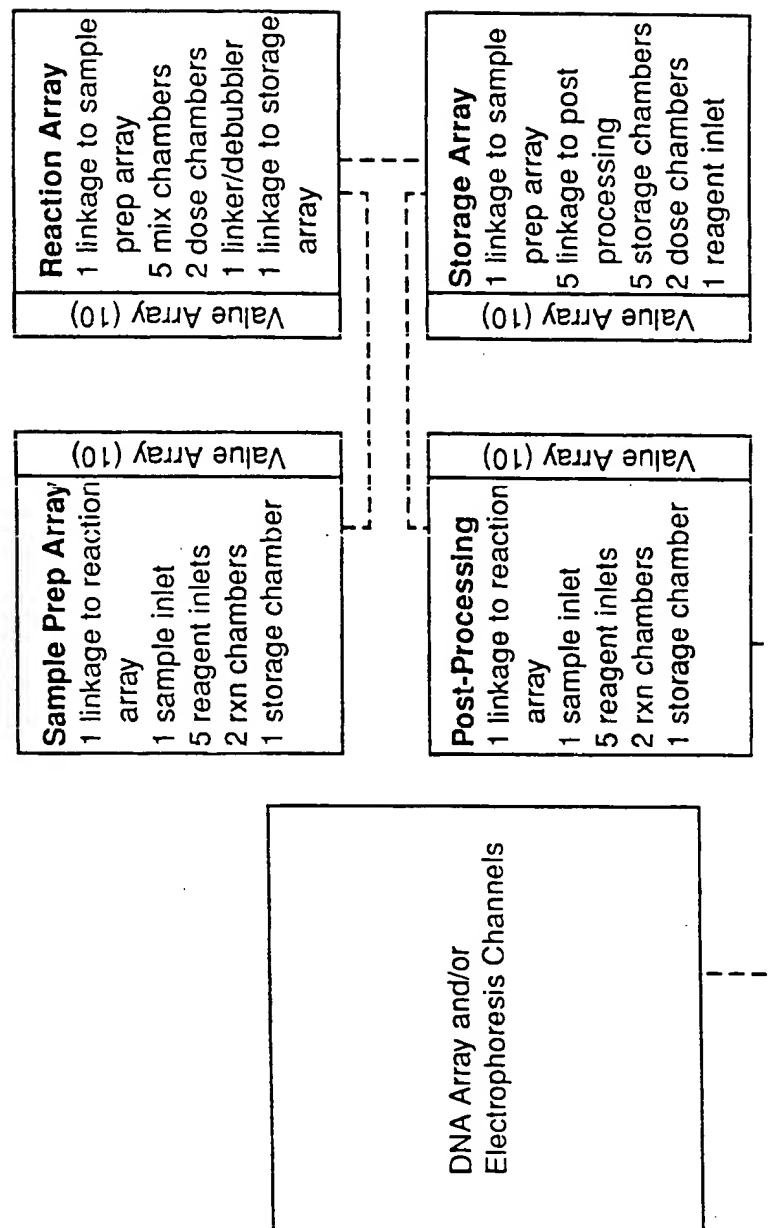 Reaction Array
1 linkage to sample
prep array
5 mix chambers
2 dose chambers
1 linker/debubbler
1 linkage to storage
array
Value Array (10)
Storage Array
1 linkage to sample
prep array
5 linkage to post
processing
5 storage chambers
2 dose chambers
1 reagent inlet
Value Array (10)
Sample Prep Array
1 linkage to reaction
array
1 sample inlet
5 reagent inlets
2 rxn chambers
1 storage chamber
Value Array (10)
Post-Processing
1 linkage to reaction
array
1 sample inlet
5 reagent inlets
2 rxn chambers
1 storage chamber
Value Array (10)
DNA Array and/or
Electrophoresis Channels